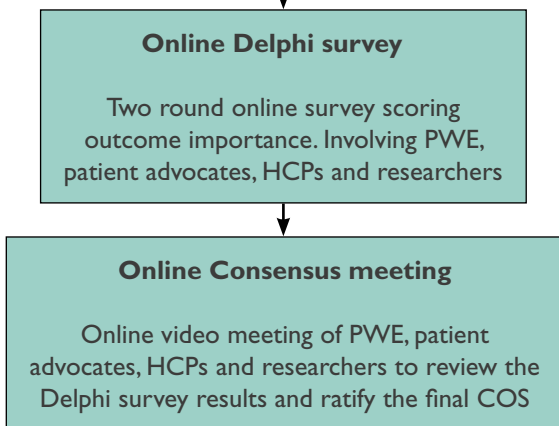 Online Delphi survey
Two round online survey scoring
outcome importance. Involving PWE,
patient advocates, HCPs and researchers
Online Consensus meeting
Online video meeting of PWE, patient
advocates, HCPs and researchers to review the
Delphi survey results and ratify the final COS